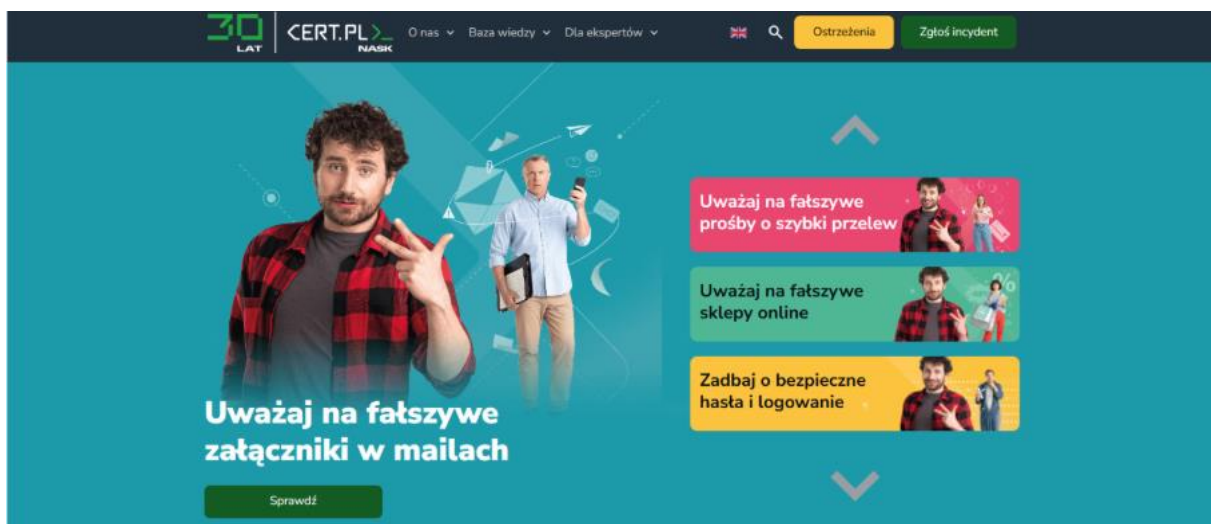 30
LAT
CERT.PL>_
NASK
O nas
Baza wiedzy
Dla ekspertów
Ostrzeżenia
Zgłoś incydent
Uważaj na fałszywe
załączniki w mailach
Sprawdź
Uważaj na fałszywe
prośby o szybki przelew
Uważaj na fałszywe
sklepy online
Zadbaj o bezpieczne
hasła i logowanie